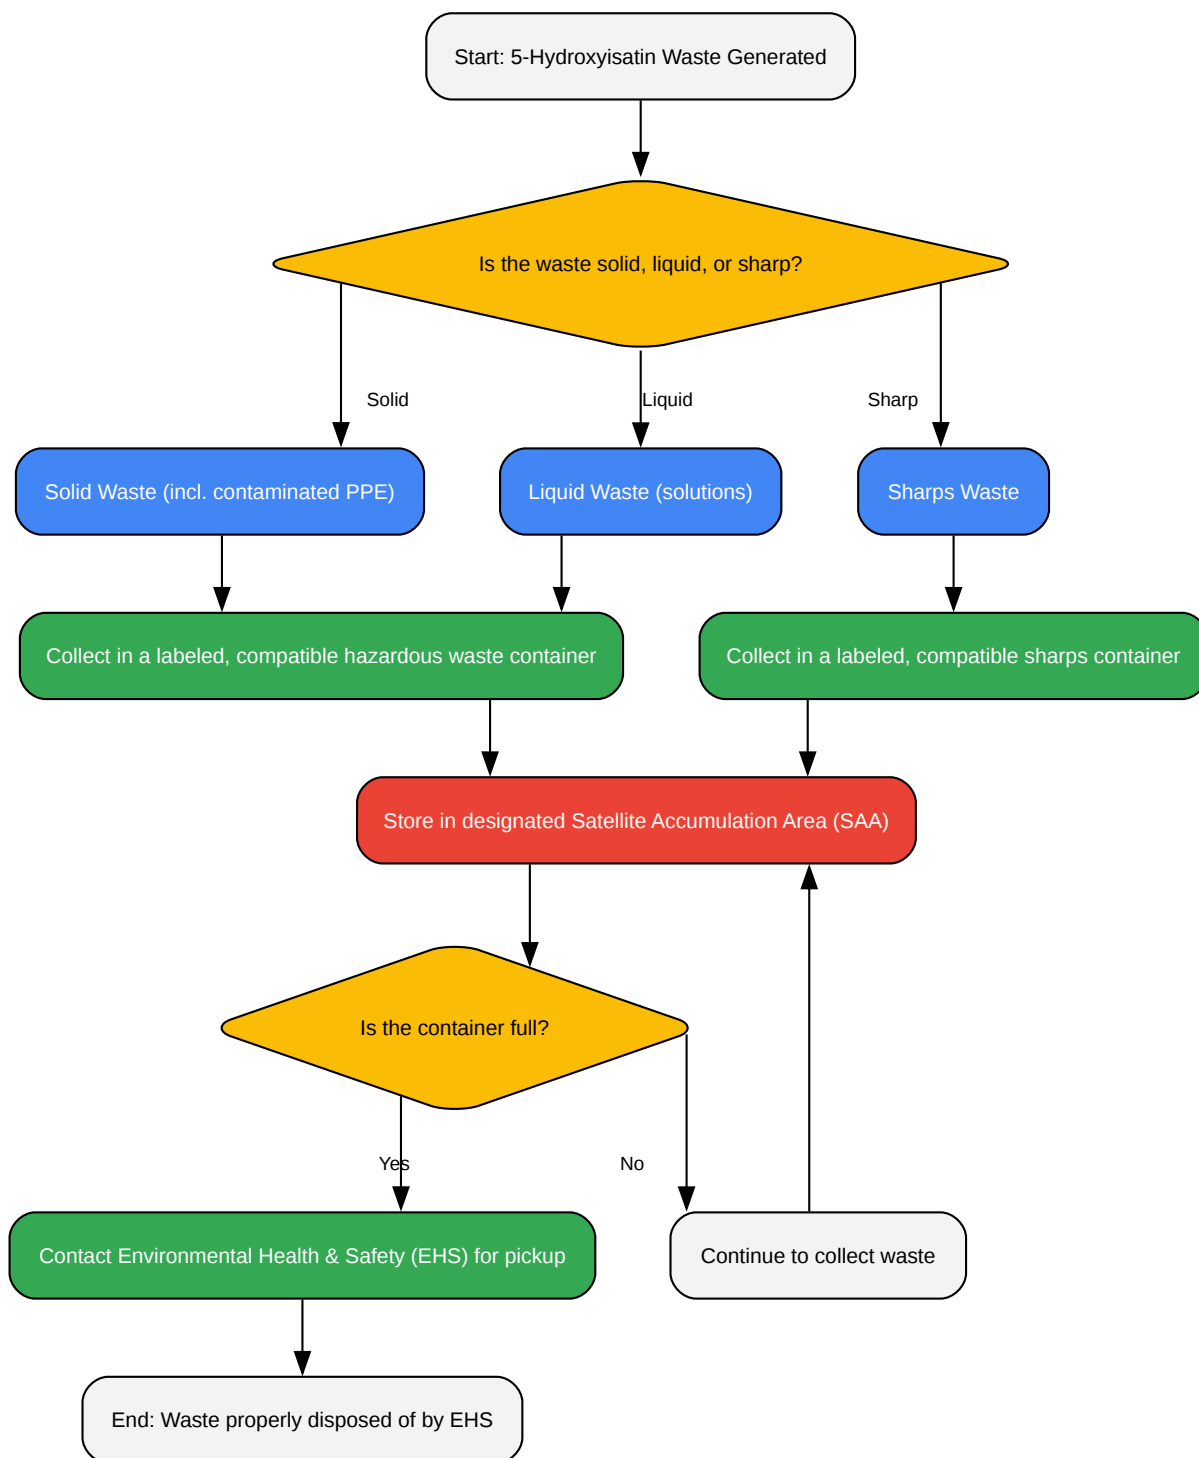 Start: 5-Hydroxyisatin Waste Generated
Is the waste solid, liquid, or sharp?
Solid
Liquid
Sharp
Solid Waste (incl. contaminated PPE)
Liquid Waste (solutions)
Sharps Waste
Collect in a labeled, compatible hazardous waste container
Collect in a labeled, compatible sharps container
Store in designated Satellite Accumulation Area (SAA)
Is the container full?
Yes
No
Contact Environmental Health & Safety (EHS) for pickup
Continue to collect waste
End: Waste properly disposed of by EHS